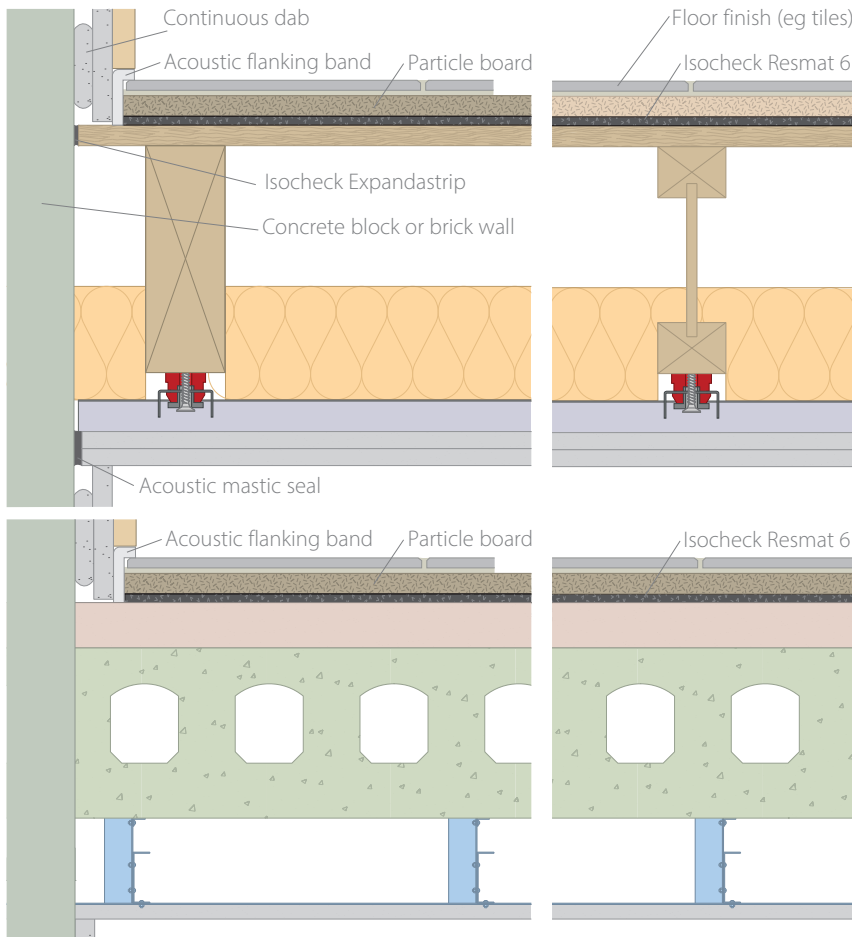 Continuous dab
Floor finish (eg tiles)
Acoustic flanking band
Particle board
Isocheck Resmat 6
Isocheck Expandastrip
Concrete block or brick wall
Acoustic mastic seal
Acoustic flanking band
Particle board
Isocheck Resmat 6